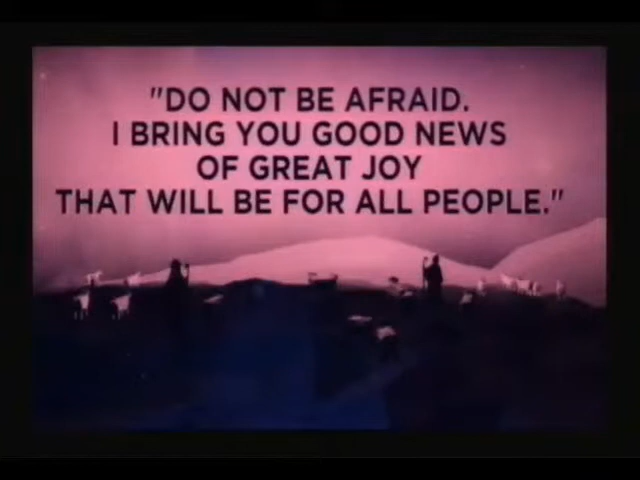 "DO NOT BE AFRAID.
I BRING YOU GOOD NEWS
OF GREAT JOY
THAT WILL BE FOR ALL PEOPLE."